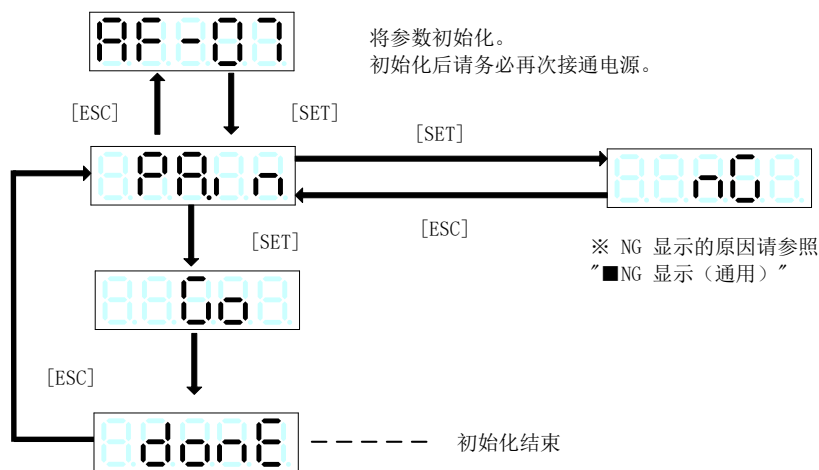 AF-07
将参数初始化。
初始化后请务必再次接通电源。
[ESC]
[SET]
[SET]
PA.in
nG
[ESC]
[SET]
※ NG 显示的原因请参照
"■NG 显示（通用）"
Go
[ESC]
donE
初始化结束